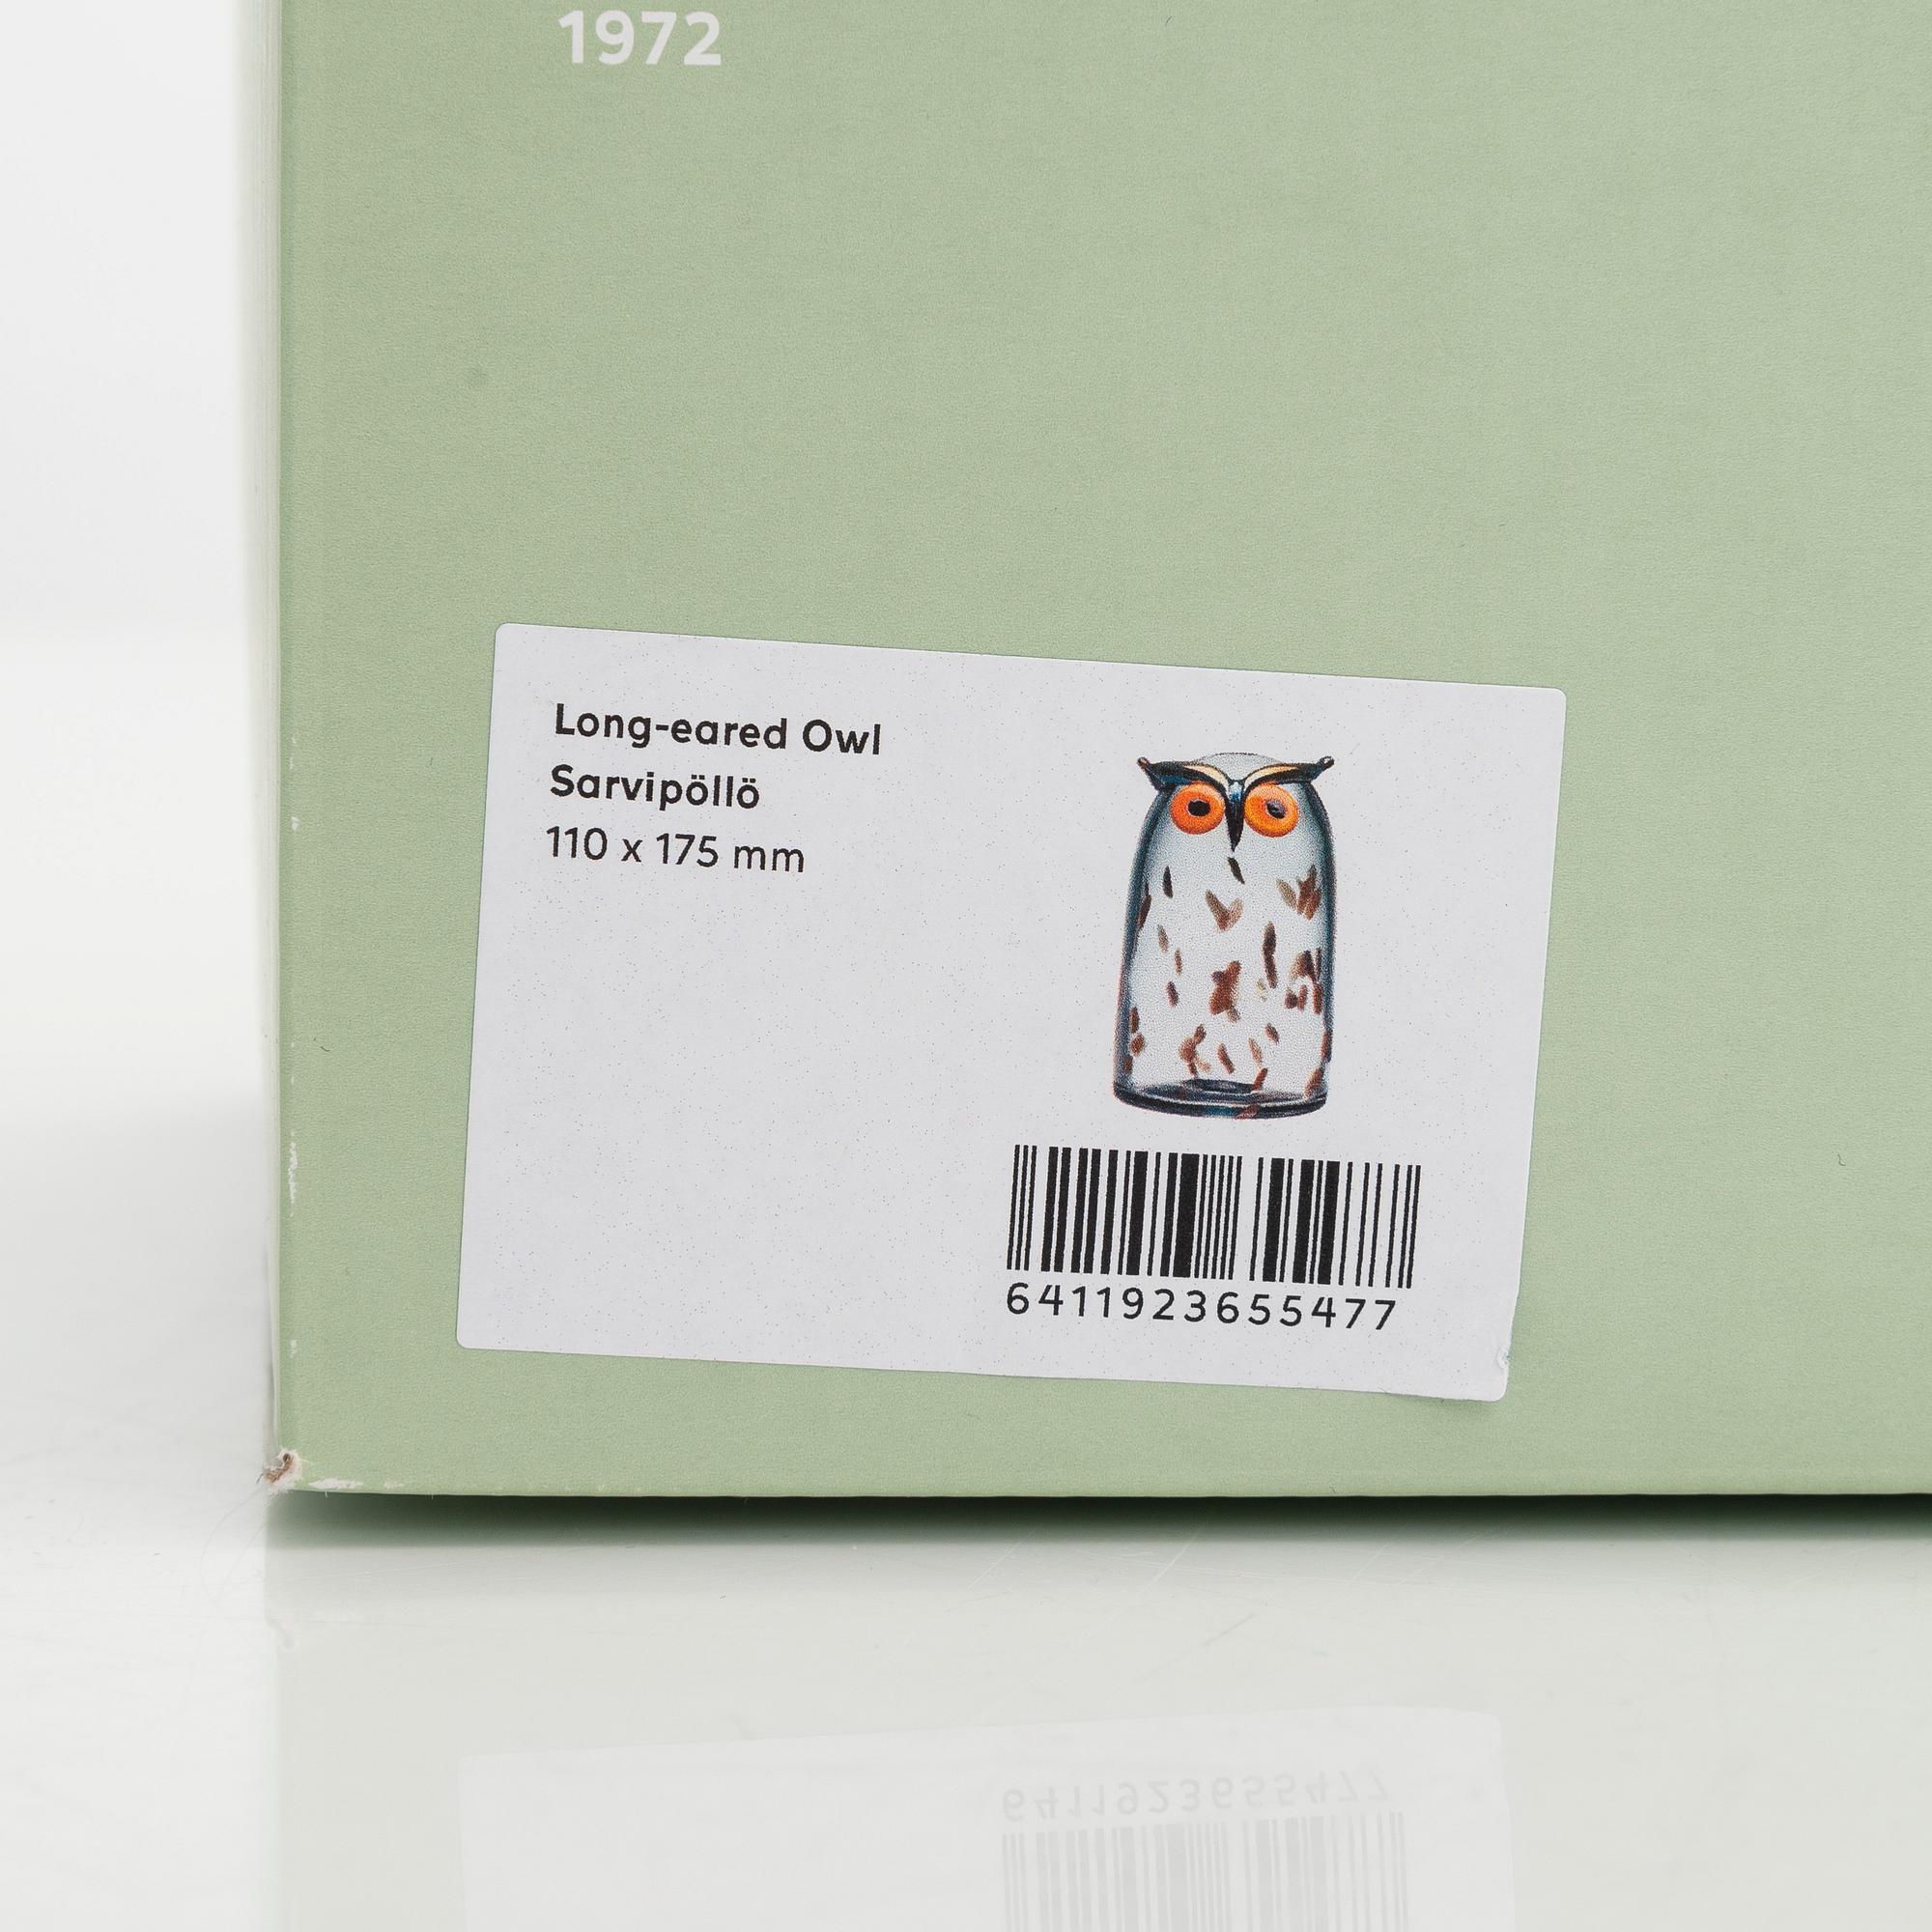 1972
Long-eared Owl
Sarvipöllö
110 x 175 mm
6411923655477